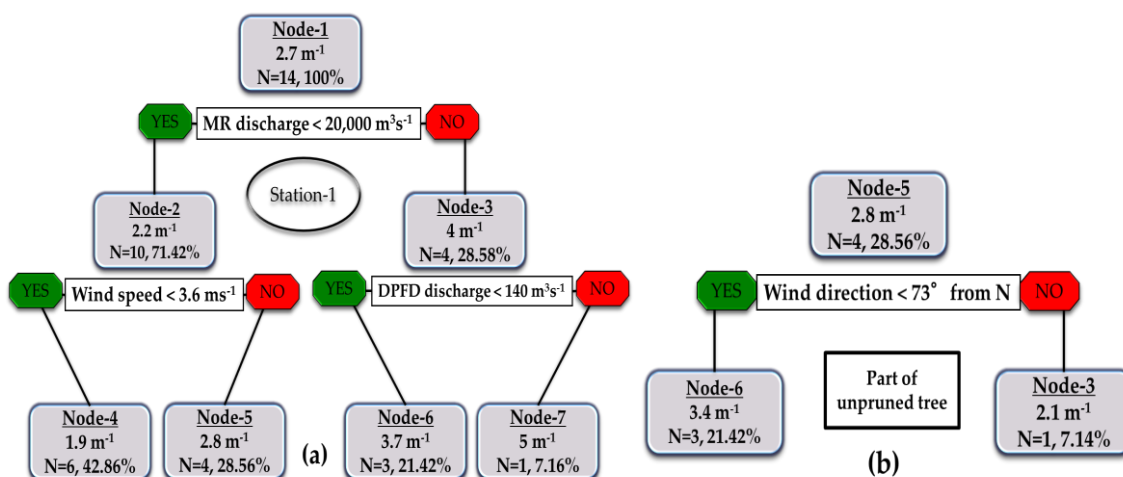 Node-1
2.7 m⁻¹
N=14, 100%
YES
MR discharge < 20,000 m³s⁻¹
NO
Station-1
Node-2
2.2 m⁻¹
N=10, 71.42%
Node-3
4 m⁻¹
N=4, 28.58%
YES
Wind speed < 3.6 ms⁻¹
NO
YES
DPFD discharge < 140 m³s⁻¹
NO
Node-4
1.9 m⁻¹
N=6, 42.86%
Node-5
2.8 m⁻¹
N=4, 28.56%
(a)
Node-6
3.7 m⁻¹
N=3, 21.42%
Node-7
5 m⁻¹
N=1, 7.16%
Node-5
2.8 m⁻¹
N=4, 28.56%
YES
Wind direction < 73° from N
NO
Node-6
3.4 m⁻¹
N=3, 21.42%
Part of
unpruned tree
Node-3
2.1 m⁻¹
N=1, 7.14%
(b)